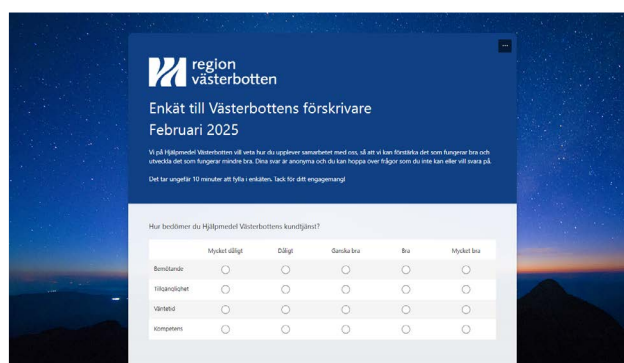 region
västerbotten
Enkät till Västerbottens förskrivare
Februari 2025
Vi på Hjälpmedel Västerbotten vill veta hur du upplever samarbetet med oss, så att vi kan förstärka det som fungerar bra och
utveckla det som fungerar mindre bra. Dina svar är anonyma och du kan hoppa över frågor som du inte kan eller vill svara på.
Det tar ungefär 10 minuter att fylla i enkäten. Tack för ditt engagemang!
Hur bedömer du Hjälpmedel Västerbottens kundtjänst?
Mycket dåligt Dåligt Ganska bra Bra Mycket bra
Bemötande
Tillgänglighet
Väntetid
Kompetens